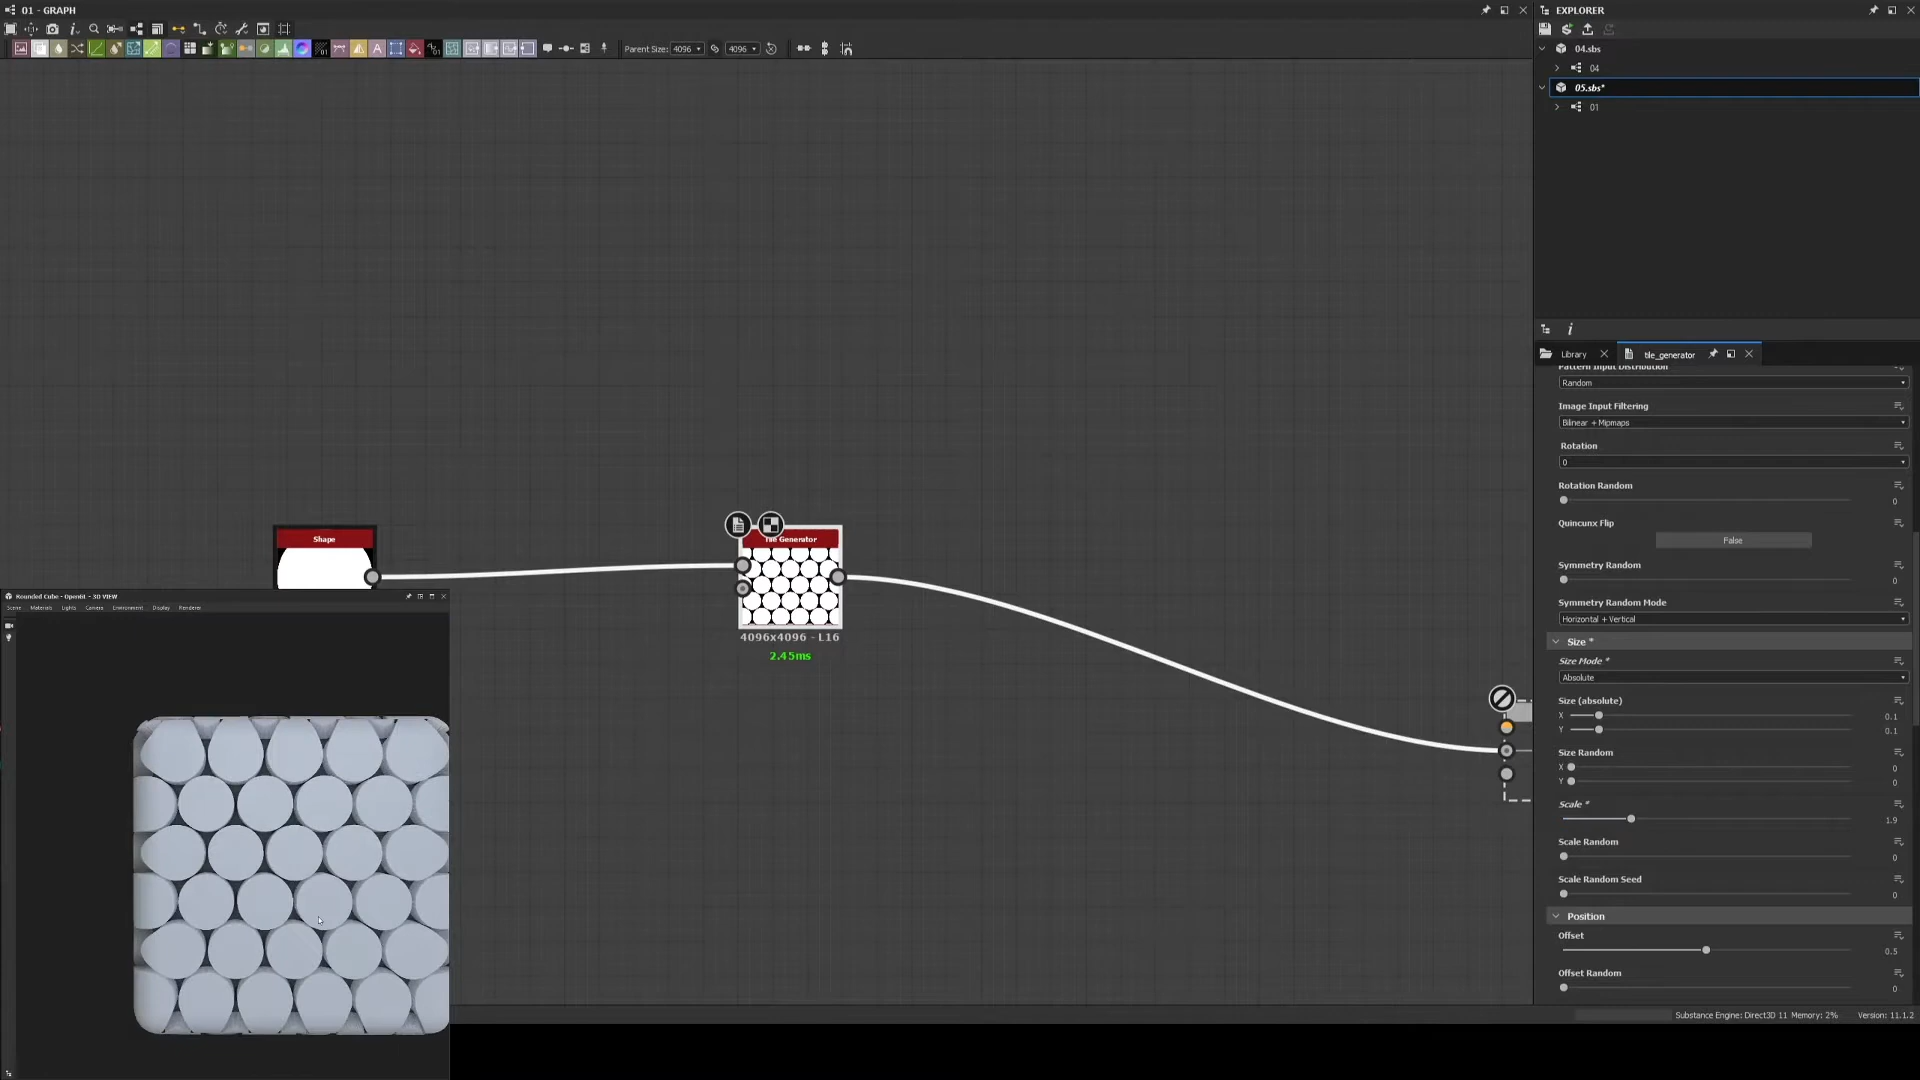 01 - GRAPH
Parent Size: 4096
4096
EXPLORER
04.sbs
04
05.sbs*
01
Library
tile_generator
Pattern Input Distribution
Random
Image Input Filtering
Bilinear + Mipmaps
Rotation
0
Rotation Random
0
Quincunx Flip
False
Symmetry Random
0
Symmetry Random Mode
Horizontal + Vertical
Size *
Size Mode *
Absolute
Size (absolute)
X 0.1
Y 0.1
Size Random
X 0
Y 0
Scale *
1.9
Scale Random
0
Scale Random Seed
0
Position
Offset
0.5
Offset Random
0
Shape
Tile Generator
4096x4096 - L16
2.45ms
Rounded Cube - OpenGL - 3D VIEW
Scene Materials Lights Camera Environment Display Renderer
Substance Engine: Direct3D 11 Memory: 2% Version: 11.1.2